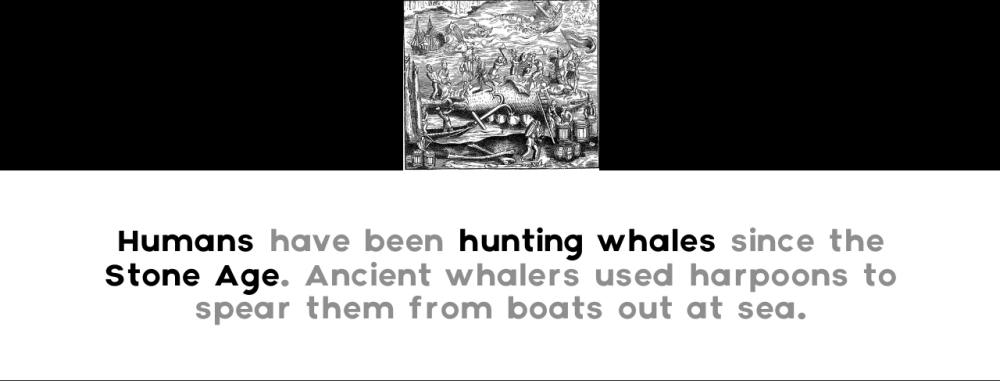 Humans have been hunting whales since the
Stone Age. Ancient whalers used harpoons to
spear them from boats out at sea.